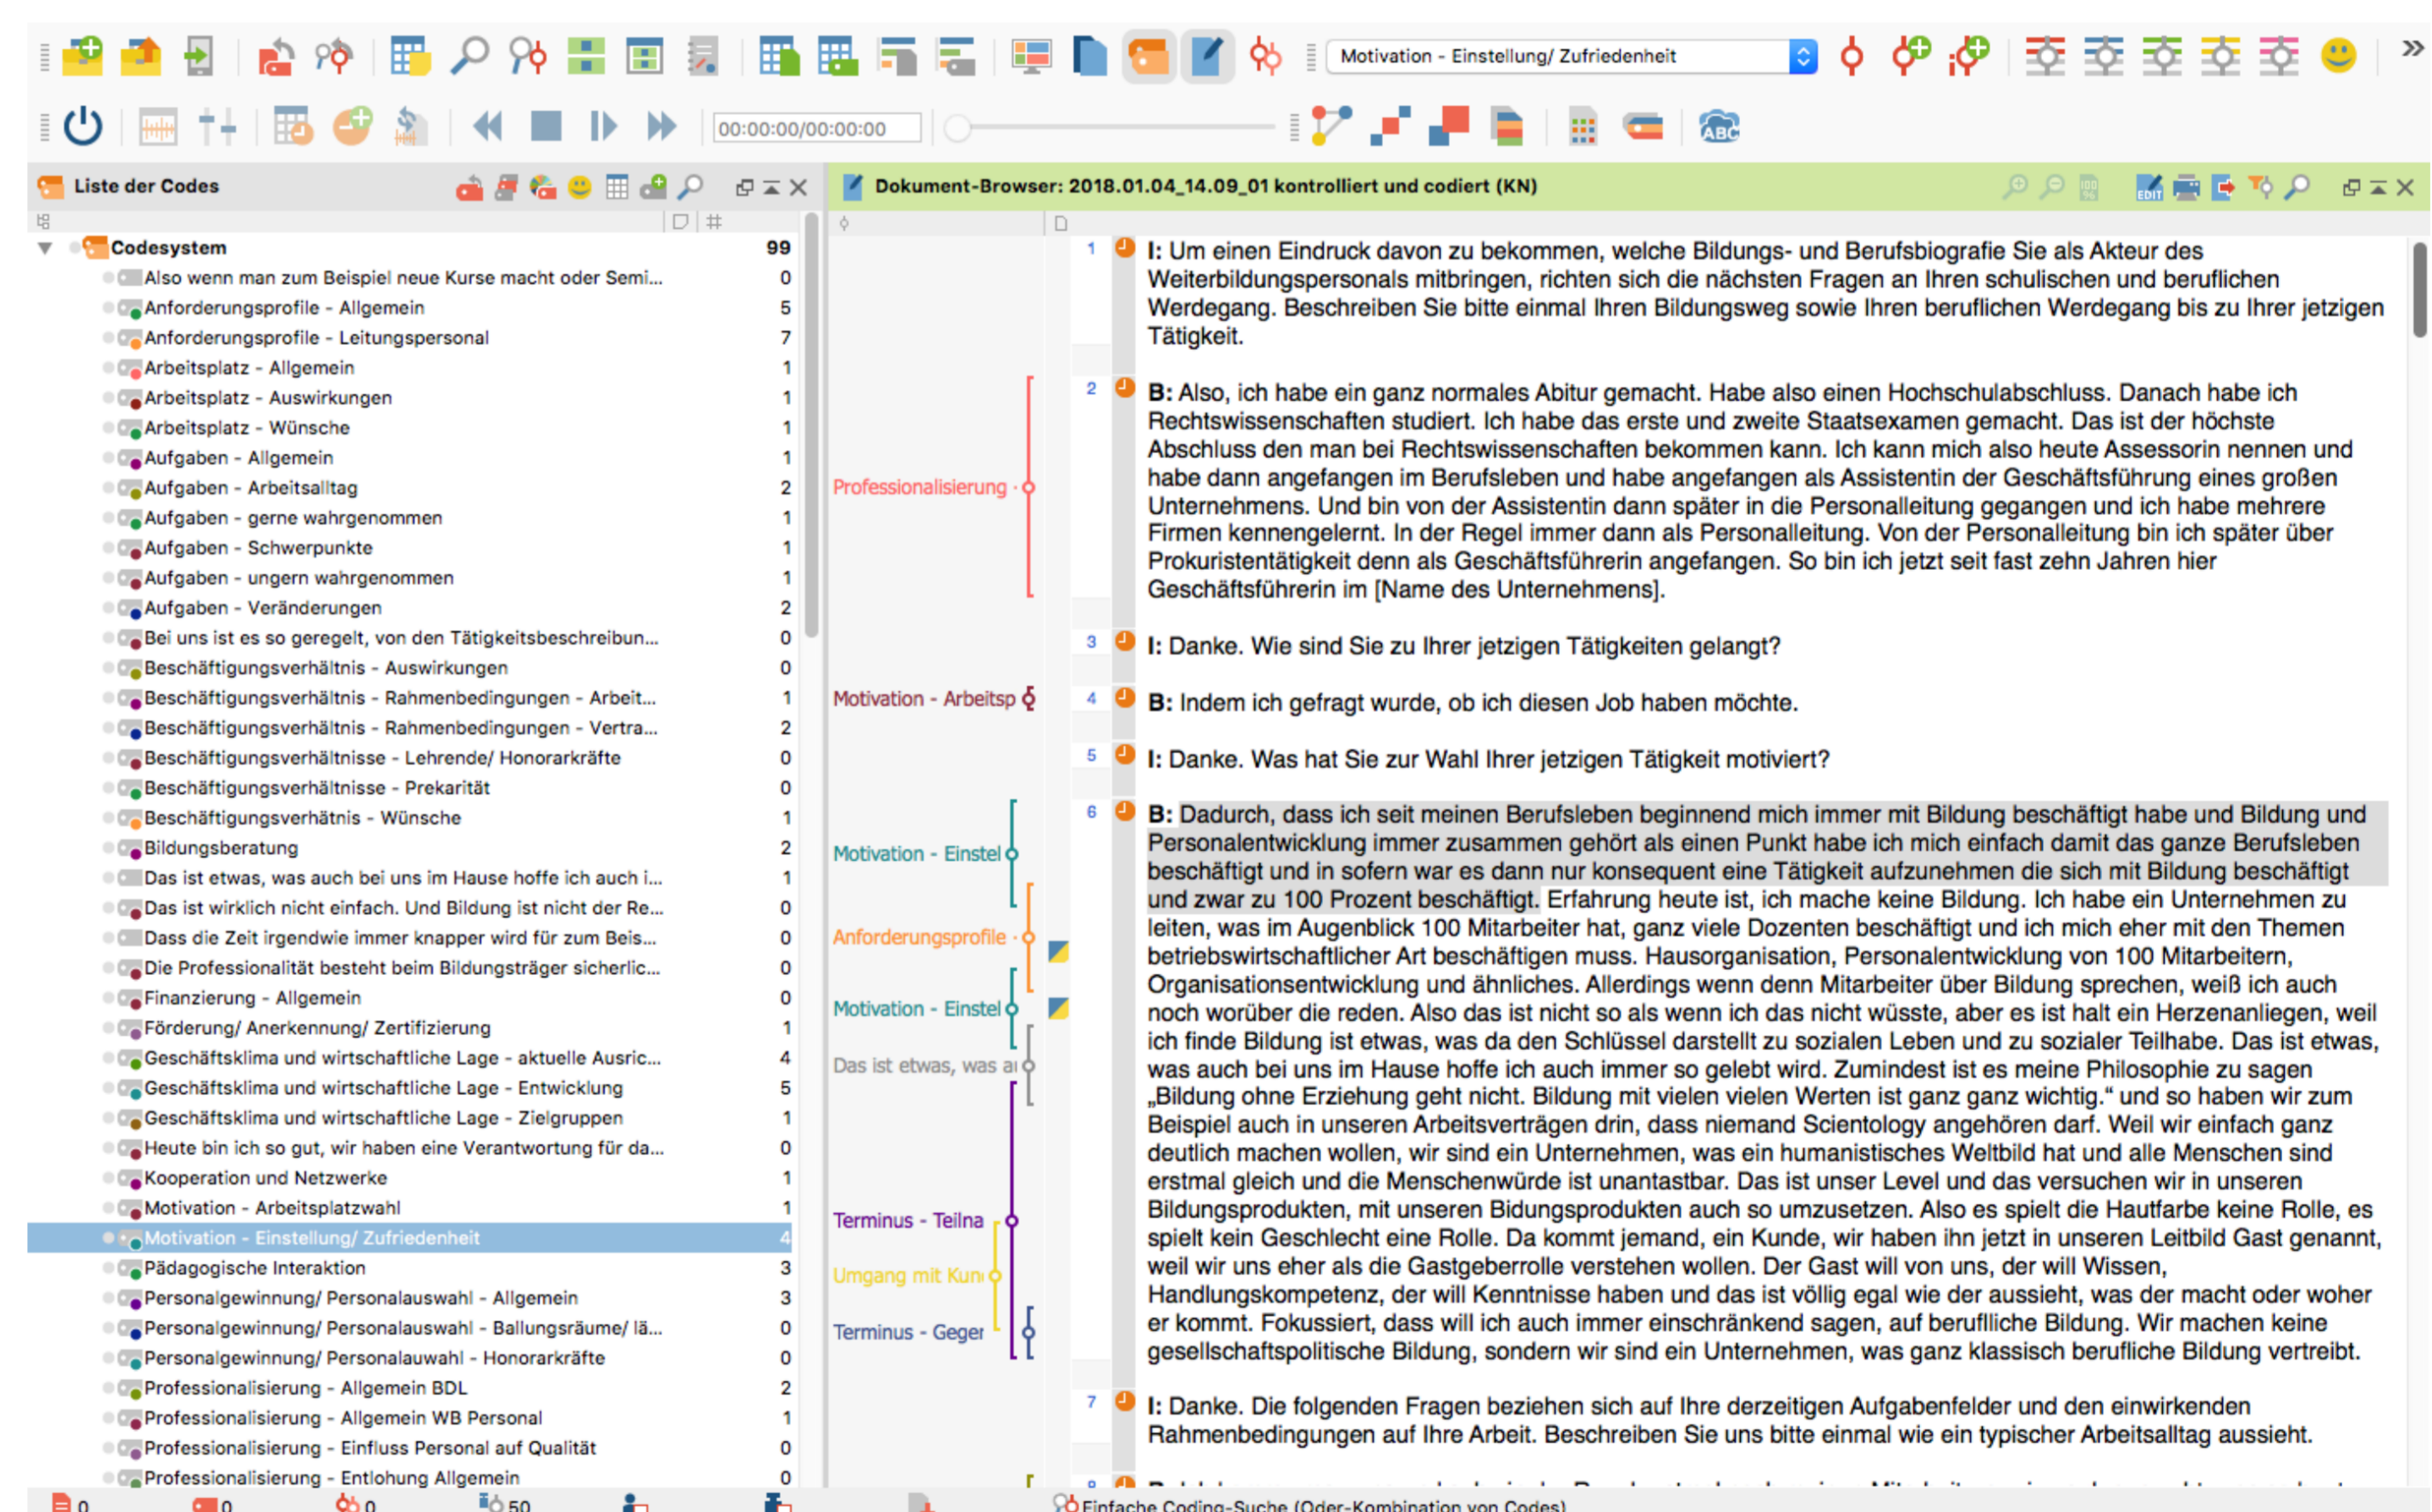 Motivation - Einstellung/ Zufriedenheit
»
00:00:00/00:00:00
ABC
Liste der Codes
#
Codesystem 99
Also wenn man zum Beispiel neue Kurse macht oder Semi... 0
Anforderungsprofile - Allgemein 5
Anforderungsprofile - Leitungspersonal 7
Arbeitsplatz - Allgemein 1
Arbeitsplatz - Auswirkungen 1
Arbeitsplatz - Wünsche 1
Aufgaben - Allgemein 1
Aufgaben - Arbeitsalltag 2
Aufgaben - gerne wahrgenommen 1
Aufgaben - Schwerpunkte 1
Aufgaben - ungern wahrgenommen 1
Aufgaben - Veränderungen 2
Bei uns ist es so geregelt, von den Tätigkeitsbeschreibun... 0
Beschäftigungsverhältnis - Auswirkungen 0
Beschäftigungsverhältnis - Rahmenbedingungen - Arbeit... 1
Beschäftigungsverhältnis - Rahmenbedingungen - Vertra... 2
Beschäftigungsverhältnisse - Lehrende/ Honorarkräfte 0
Beschäftigungsverhältnisse - Prekarität 0
Beschäftigungsverhätnis - Wünsche 1
Bildungsberatung 2
Das ist etwas, was auch bei uns im Hause hoffe ich auch i... 1
Das ist wirklich nicht einfach. Und Bildung ist nicht der Re... 0
Dass die Zeit irgendwie immer knapper wird für zum Beis... 0
Die Professionalität besteht beim Bildungsträger sicherlic... 0
Finanzierung - Allgemein 0
Förderung/ Anerkennung/ Zertifizierung 1
Geschäftsklima und wirtschaftliche Lage - aktuelle Ausric... 4
Geschäftsklima und wirtschaftliche Lage - Entwicklung 5
Geschäftsklima und wirtschaftliche Lage - Zielgruppen 1
Heute bin ich so gut, wir haben eine Verantwortung für da... 0
Kooperation und Netzwerke 1
Motivation - Arbeitsplatzwahl 1
Motivation - Einstellung/ Zufriedenheit 4
Pädagogische Interaktion 3
Personalgewinnung/ Personalauswahl - Allgemein 3
Personalgewinnung/ Personalauswahl - Ballungsräume/ lä... 0
Personalgewinnung/ Personalauwahl - Honorarkräfte 0
Professionalisierung - Allgemein BDL 2
Professionalisierung - Allgemein WB Personal 1
Professionalisierung - Einfluss Personal auf Qualität 0
Professionalisierung - Entlohung Allgemein 0
Dokument-Browser: 2018.01.04_14.09_01 kontrolliert und codiert (KN)
100 %
EDIT
1 I: Um einen Eindruck davon zu bekommen, welche Bildungs- und Berufsbiografie Sie als Akteur des
Weiterbildungspersonals mitbringen, richten sich die nächsten Fragen an Ihren schulischen und beruflichen
Werdegang. Beschreiben Sie bitte einmal Ihren Bildungsweg sowie Ihren beruflichen Werdegang bis zu Ihrer jetzigen
Tätigkeit.
2 B: Also, ich habe ein ganz normales Abitur gemacht. Habe also einen Hochschulabschluss. Danach habe ich
Rechtswissenschaften studiert. Ich habe das erste und zweite Staatsexamen gemacht. Das ist der höchste
Abschluss den man bei Rechtswissenschaften bekommen kann. Ich kann mich also heute Assessorin nennen und
habe dann angefangen im Berufsleben und habe angefangen als Assistentin der Geschäftsführung eines großen
Unternehmens. Und bin von der Assistentin dann später in die Personalleitung gegangen und ich habe mehrere
Firmen kennengelernt. In der Regel immer dann als Personalleitung. Von der Personalleitung bin ich später über
Prokuristentätigkeit denn als Geschäftsführerin angefangen. So bin ich jetzt seit fast zehn Jahren hier
Geschäftsführerin im [Name des Unternehmens].
3 I: Danke. Wie sind Sie zu Ihrer jetzigen Tätigkeiten gelangt?
4 B: Indem ich gefragt wurde, ob ich diesen Job haben möchte.
5 I: Danke. Was hat Sie zur Wahl Ihrer jetzigen Tätigkeit motiviert?
6 B: Dadurch, dass ich seit meinen Berufsleben beginnend mich immer mit Bildung beschäftigt habe und Bildung und
Personalentwicklung immer zusammen gehört als einen Punkt habe ich mich einfach damit das ganze Berufsleben
beschäftigt und in sofern war es dann nur konsequent eine Tätigkeit aufzunehmen die sich mit Bildung beschäftigt
und zwar zu 100 Prozent beschäftigt. Erfahrung heute ist, ich mache keine Bildung. Ich habe ein Unternehmen zu
leiten, was im Augenblick 100 Mitarbeiter hat, ganz viele Dozenten beschäftigt und ich mich eher mit den Themen
betriebswirtschaftlicher Art beschäftigen muss. Hausorganisation, Personalentwicklung von 100 Mitarbeitern,
Organisationsentwicklung und ähnliches. Allerdings wenn denn Mitarbeiter über Bildung sprechen, weiß ich auch
noch worüber die reden. Also das ist nicht so als wenn ich das nicht wüsste, aber es ist halt ein Herzenanliegen, weil
ich finde Bildung ist etwas, was da den Schlüssel darstellt zu sozialen Leben und zu sozialer Teilhabe. Das ist etwas,
was auch bei uns im Hause hoffe ich auch immer so gelebt wird. Zumindest ist es meine Philosophie zu sagen
„Bildung ohne Erziehung geht nicht. Bildung mit vielen vielen Werten ist ganz ganz wichtig.“ und so haben wir zum
Beispiel auch in unseren Arbeitsverträgen drin, dass niemand Scientology angehören darf. Weil wir einfach ganz
deutlich machen wollen, wir sind ein Unternehmen, was ein humanistisches Weltbild hat und alle Menschen sind
erstmal gleich und die Menschenwürde ist unantastbar. Das ist unser Level und das versuchen wir in unseren
Bildungsprodukten, mit unseren Bidungsprodukten auch so umzusetzen. Also es spielt die Hautfarbe keine Rolle, es
spielt kein Geschlecht eine Rolle. Da kommt jemand, ein Kunde, wir haben ihn jetzt in unseren Leitbild Gast genannt,
weil wir uns eher als die Gastgeberrolle verstehen wollen. Der Gast will von uns, der will Wissen,
Handlungskompetenz, der will Kenntnisse haben und das ist völlig egal wie der aussieht, was der macht oder woher
er kommt. Fokussiert, dass will ich auch immer einschränkend sagen, auf beruflliche Bildung. Wir machen keine
gesellschaftspolitische Bildung, sondern wir sind ein Unternehmen, was ganz klassisch berufliche Bildung vertreibt.
7 I: Danke. Die folgenden Fragen beziehen sich auf Ihre derzeitigen Aufgabenfelder und den einwirkenden
Rahmenbedingungen auf Ihre Arbeit. Beschreiben Sie uns bitte einmal wie ein typischer Arbeitsalltag aussieht.
Professionalisierung -
Motivation - Arbeitsp
Motivation - Einstel
Anforderungsprofile -
Motivation - Einstel
Das ist etwas, was au
Terminus - Teilna
Umgang mit Kun
Terminus - Geger
0 0 0 50
Einfache Coding-Suche (Oder-Kombination von Codes)